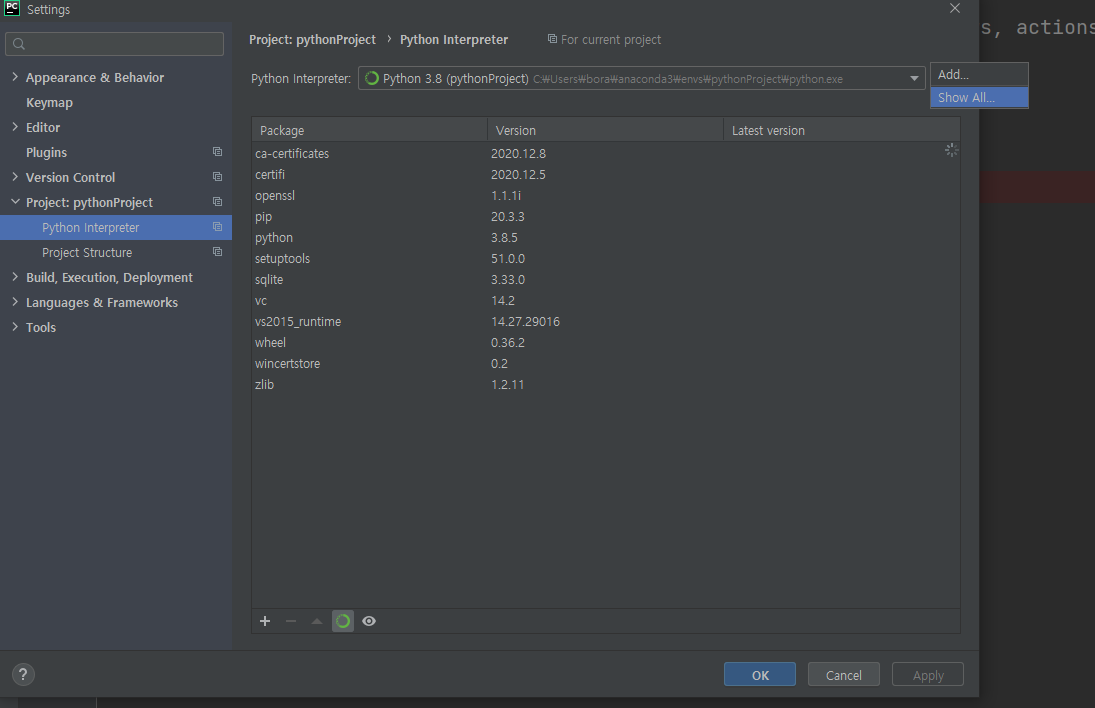 PC Settings
s, actions
Project: pythonProject › Python Interpreter For current project
Python Interpreter: Python 3.8 (pythonProject) C:₩Users₩bora₩anaconda3₩envs₩pythonProject₩python.exe
Add...
Show All...
Appearance & Behavior
Keymap
Editor
Plugins
Version Control
Project: pythonProject
Python Interpreter
Project Structure
Build, Execution, Deployment
Languages & Frameworks
Tools
Package Version Latest version
ca-certificates 2020.12.8
certifi 2020.12.5
openssl 1.1.1i
pip 20.3.3
python 3.8.5
setuptools 51.0.0
sqlite 3.33.0
vc 14.2
vs2015_runtime 14.27.29016
wheel 0.36.2
wincertstore 0.2
zlib 1.2.11
?
OK Cancel Apply